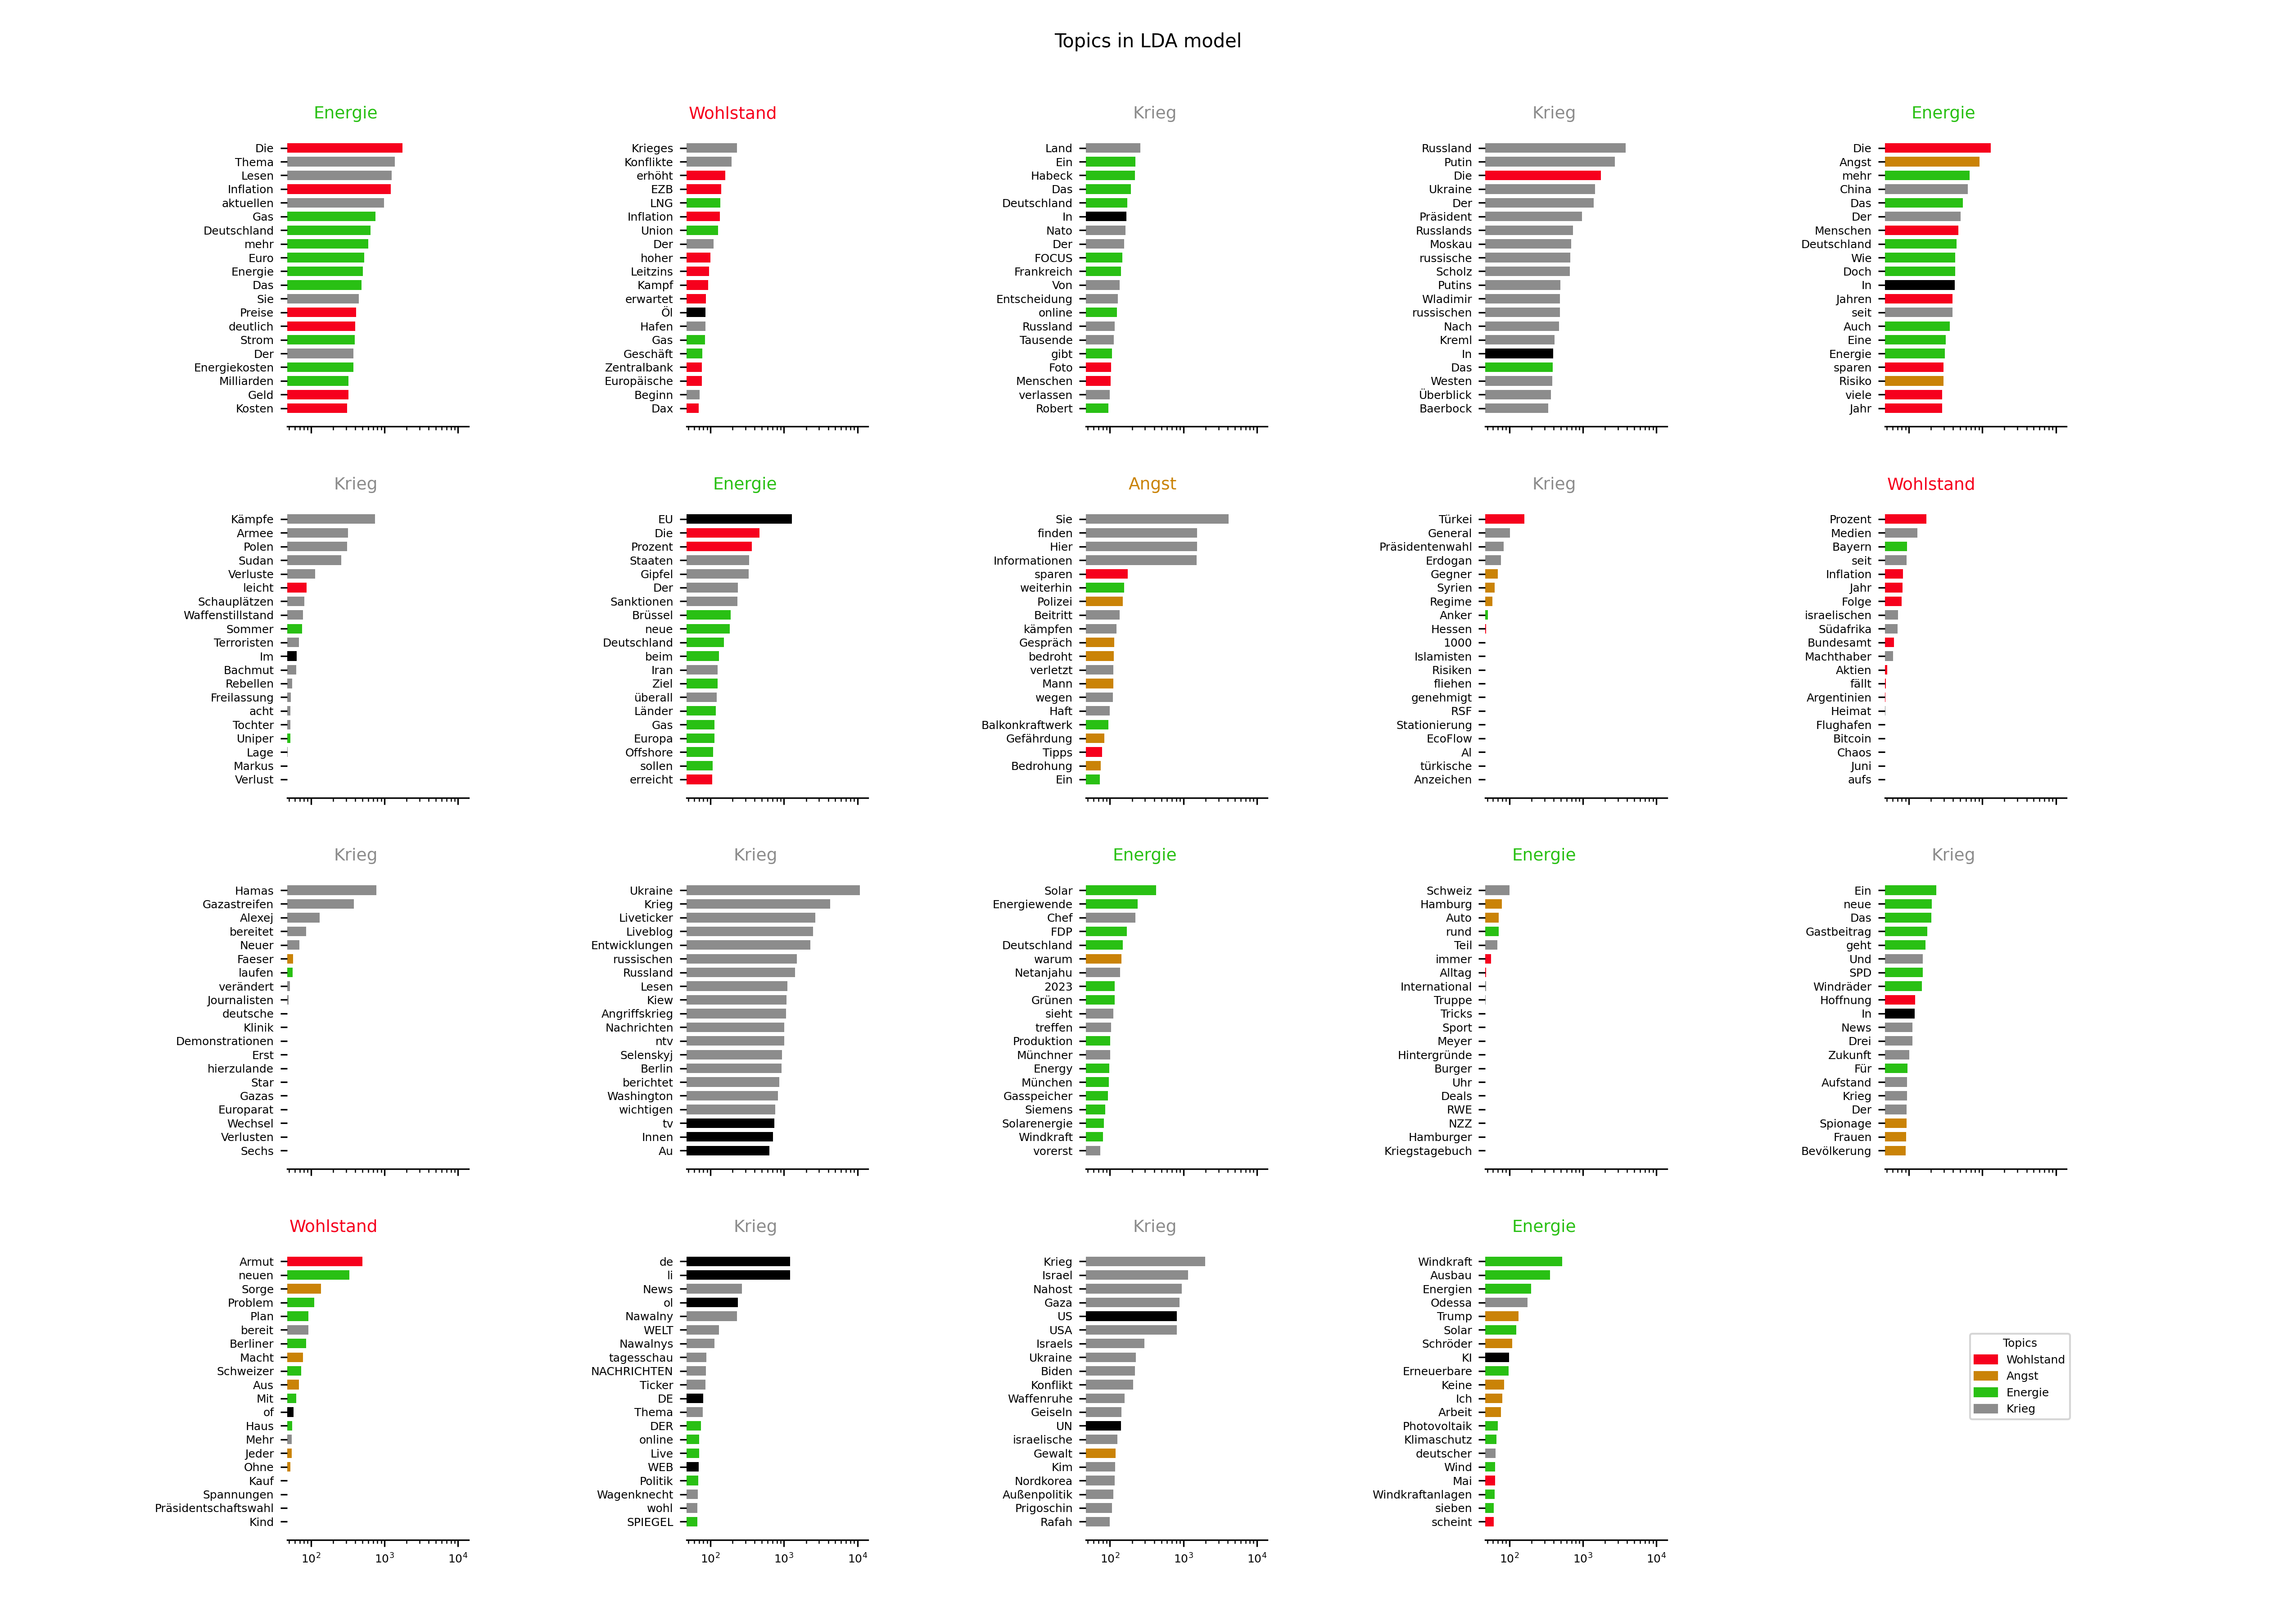 Topics in LDA model
Energie
Die
Thema
Lesen
Inflation
aktuellen
Gas
Deutschland
mehr
Euro
Energie
Das
Sie
Preise
deutlich
Strom
Der
Energiekosten
Milliarden
Geld
Kosten
Wohlstand
Krieges
Konflikte
erhöht
EZB
LNG
Inflation
Union
Der
hoher
Leitzins
Kampf
erwartet
Öl
Hafen
Gas
Geschäft
Zentralbank
Europäische
Beginn
Dax
Krieg
Land
Ein
Habeck
Das
Deutschland
In
Nato
Der
FOCUS
Frankreich
Von
Entscheidung
online
Russland
Tausende
gibt
Foto
Menschen
verlassen
Robert
Krieg
Russland
Putin
Die
Ukraine
Der
Präsident
Russlands
Moskau
russische
Scholz
Putins
Wladimir
russischen
Nach
Kreml
In
Das
Westen
Überblick
Baerbock
Energie
Die
Angst
mehr
China
Das
Der
Menschen
Deutschland
Wie
Doch
In
Jahren
seit
Auch
Eine
Energie
sparen
Risiko
viele
Jahr
Krieg
Kämpfe
Armee
Polen
Sudan
Verluste
leicht
Schauplätzen
Waffenstillstand
Sommer
Terroristen
Im
Bachmut
Rebellen
Freilassung
acht
Tochter
Uniper
Lage
Markus
Verlust
Energie
EU
Die
Prozent
Staaten
Gipfel
Der
Sanktionen
Brüssel
neue
Deutschland
beim
Iran
Ziel
überall
Länder
Gas
Europa
Offshore
sollen
erreicht
Angst
Sie
finden
Hier
Informationen
sparen
weiterhin
Polizei
Beitritt
kämpfen
Gespräch
bedroht
verletzt
Mann
wegen
Haft
Balkonkraftwerk
Gefährdung
Tipps
Bedrohung
Ein
Krieg
Türkei
General
Präsidentenwahl
Erdogan
Gegner
Syrien
Regime
Anker
Hessen
1000
Islamisten
Risiken
fliehen
genehmigt
RSF
Stationierung
EcoFlow
Al
türkische
Anzeichen
Wohlstand
Prozent
Medien
Bayern
seit
Inflation
Jahr
Folge
israelischen
Südafrika
Bundesamt
Machthaber
Aktien
fällt
Argentinien
Heimat
Flughafen
Bitcoin
Chaos
Juni
aufs
Krieg
Hamas
Gazastreifen
Alexej
bereitet
Neuer
Faeser
laufen
verändert
Journalisten
deutsche
Klinik
Demonstrationen
Erst
hierzulande
Star
Gazas
Europarat
Wechsel
Verlusten
Sechs
Krieg
Ukraine
Krieg
Liveticker
Liveblog
Entwicklungen
russischen
Russland
Lesen
Kiew
Angriffskrieg
Nachrichten
ntv
Selenskyj
Berlin
berichtet
Washington
wichtigen
tv
Innen
Au
Energie
Solar
Energiewende
Chef
FDP
Deutschland
warum
Netanjahu
2023
Grünen
sieht
treffen
Produktion
Münchner
Energy
München
Gasspeicher
Siemens
Solarenergie
Windkraft
vorerst
Energie
Schweiz
Hamburg
Auto
rund
Teil
immer
Alltag
International
Truppe
Tricks
Sport
Meyer
Hintergründe
Burger
Uhr
Deals
RWE
NZZ
Hamburger
Kriegstagebuch
Krieg
Ein
neue
Das
Gastbeitrag
geht
Und
SPD
Windräder
Hoffnung
In
News
Drei
Zukunft
Für
Aufstand
Krieg
Der
Spionage
Frauen
Bevölkerung
Wohlstand
Armut
neuen
Sorge
Problem
Plan
bereit
Berliner
Macht
Schweizer
Aus
Mit
of
Haus
Mehr
Jeder
Ohne
Kauf
Spannungen
Präsidentschaftswahl
Kind
10² 10³ 10⁴
Krieg
de
li
News
ol
Nawalny
WELT
Nawalnys
tagesschau
NACHRICHTEN
Ticker
DE
Thema
DER
online
Live
WEB
Politik
Wagenknecht
wohl
SPIEGEL
10² 10³ 10⁴
Krieg
Krieg
Israel
Nahost
Gaza
US
USA
Israels
Ukraine
Biden
Konflikt
Waffenruhe
Geiseln
UN
israelische
Gewalt
Kim
Nordkorea
Außenpolitik
Prigoschin
Rafah
10² 10³ 10⁴
Energie
Windkraft
Ausbau
Energien
Odessa
Trump
Solar
Schröder
KI
Erneuerbare
Keine
Ich
Arbeit
Photovoltaik
Klimaschutz
deutscher
Wind
Mai
Windkraftanlagen
sieben
scheint
10² 10³ 10⁴
Topics
Wohlstand
Angst
Energie
Krieg